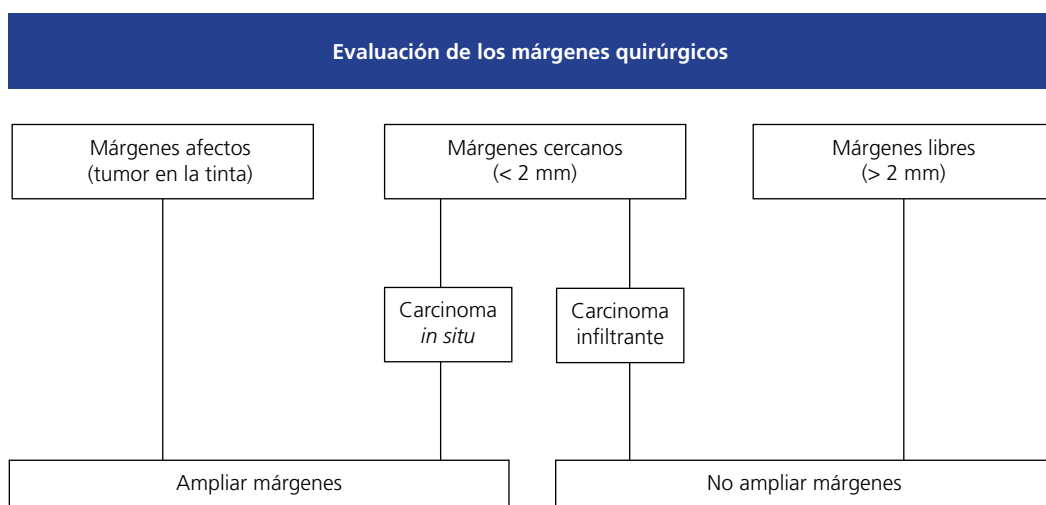 Evaluación de los márgenes quirúrgicos
Márgenes afectos
(tumor en la tinta)
Márgenes cercanos
(< 2 mm)
Márgenes libres
(> 2 mm)
Carcinoma
in situ
Carcinoma
infiltrante
Ampliar márgenes
No ampliar márgenes